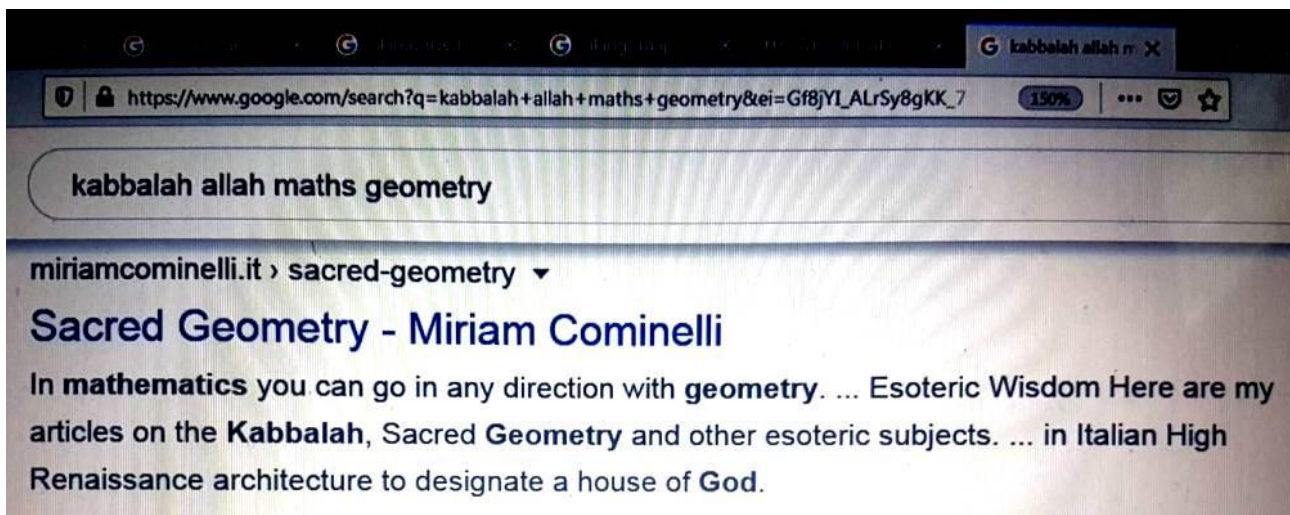 kabbalah allah m
https://www.google.com/search?q=kabbalah+allah+maths+geometry&ei=Gf8jYI_ALrSy8gKK_7
150%
kabbalah allah maths geometry
miriamcominelli.it › sacred-geometry
Sacred Geometry - Miriam Cominelli
In mathematics you can go in any direction with geometry. ... Esoteric Wisdom Here are my
articles on the Kabbalah, Sacred Geometry and other esoteric subjects. ... in Italian High
Renaissance architecture to designate a house of God.